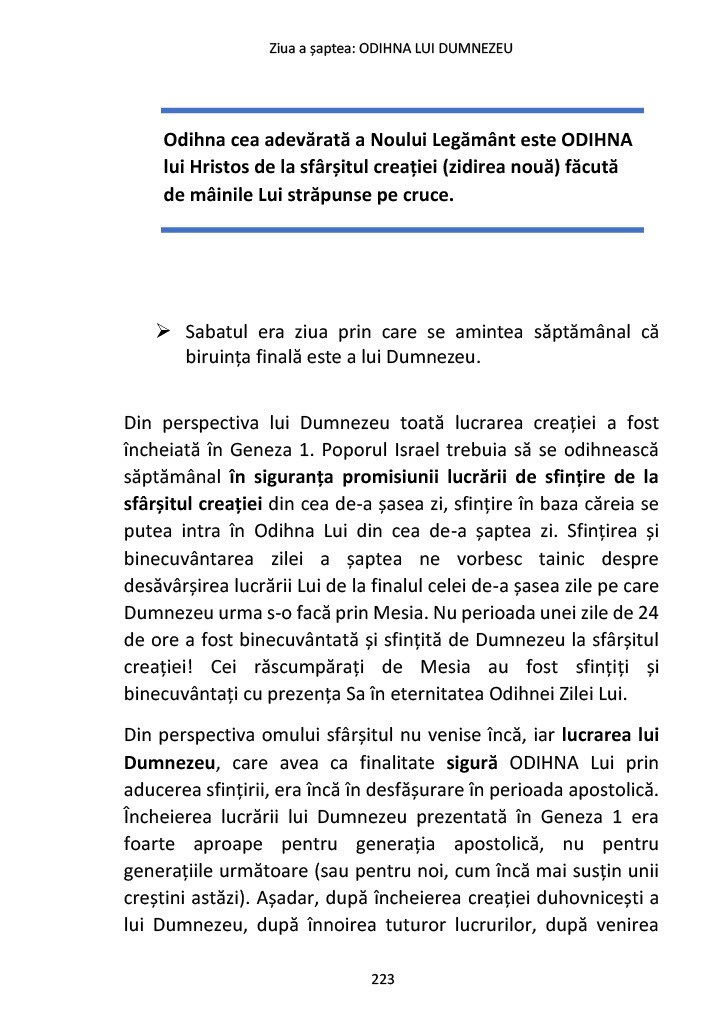 Ziua a șaptea: ODIHNA LUI DUMNEZEU
Odihna cea adevărată a Noului Legământ este ODIHNA
lui Hristos de la sfârșitul creației (zidirea nouă) făcută
de mâinile Lui străpunse pe cruce.
➢ Sabatul era ziua prin care se amintea săptămânal că
biruința finală este a lui Dumnezeu.
Din perspectiva lui Dumnezeu toată lucrarea creației a fost
încheiată în Geneza 1. Poporul Israel trebuia să se odihnească
săptămânal în siguranța promisiunii lucrării de sfințire de la
sfârșitul creației din cea de-a șasea zi, sfințire în baza căreia se
putea intra în Odihna Lui din cea de-a șaptea zi. Sfințirea și
binecuvântarea zilei a șaptea ne vorbesc tainic despre
desăvârșirea lucrării Lui de la finalul celei de-a șasea zile pe care
Dumnezeu urma s-o facă prin Mesia. Nu perioada unei zile de 24
de ore a fost binecuvântată și sfințită de Dumnezeu la sfârșitul
creației! Cei răscumpărați de Mesia au fost sfințiți și
binecuvântați cu prezența Sa în eternitatea Odihnei Zilei Lui.
Din perspectiva omului sfârșitul nu venise încă, iar lucrarea lui
Dumnezeu, care avea ca finalitate sigură ODIHNA Lui prin
aducerea sfințirii, era încă în desfășurare în perioada apostolică.
Încheierea lucrării lui Dumnezeu prezentată în Geneza 1 era
foarte aproape pentru generația apostolică, nu pentru
generațiile următoare (sau pentru noi, cum încă mai susțin unii
creștini astăzi). Așadar, după încheierea creației duhovnicești a
lui Dumnezeu, după înnoirea tuturor lucrurilor, după venirea
223